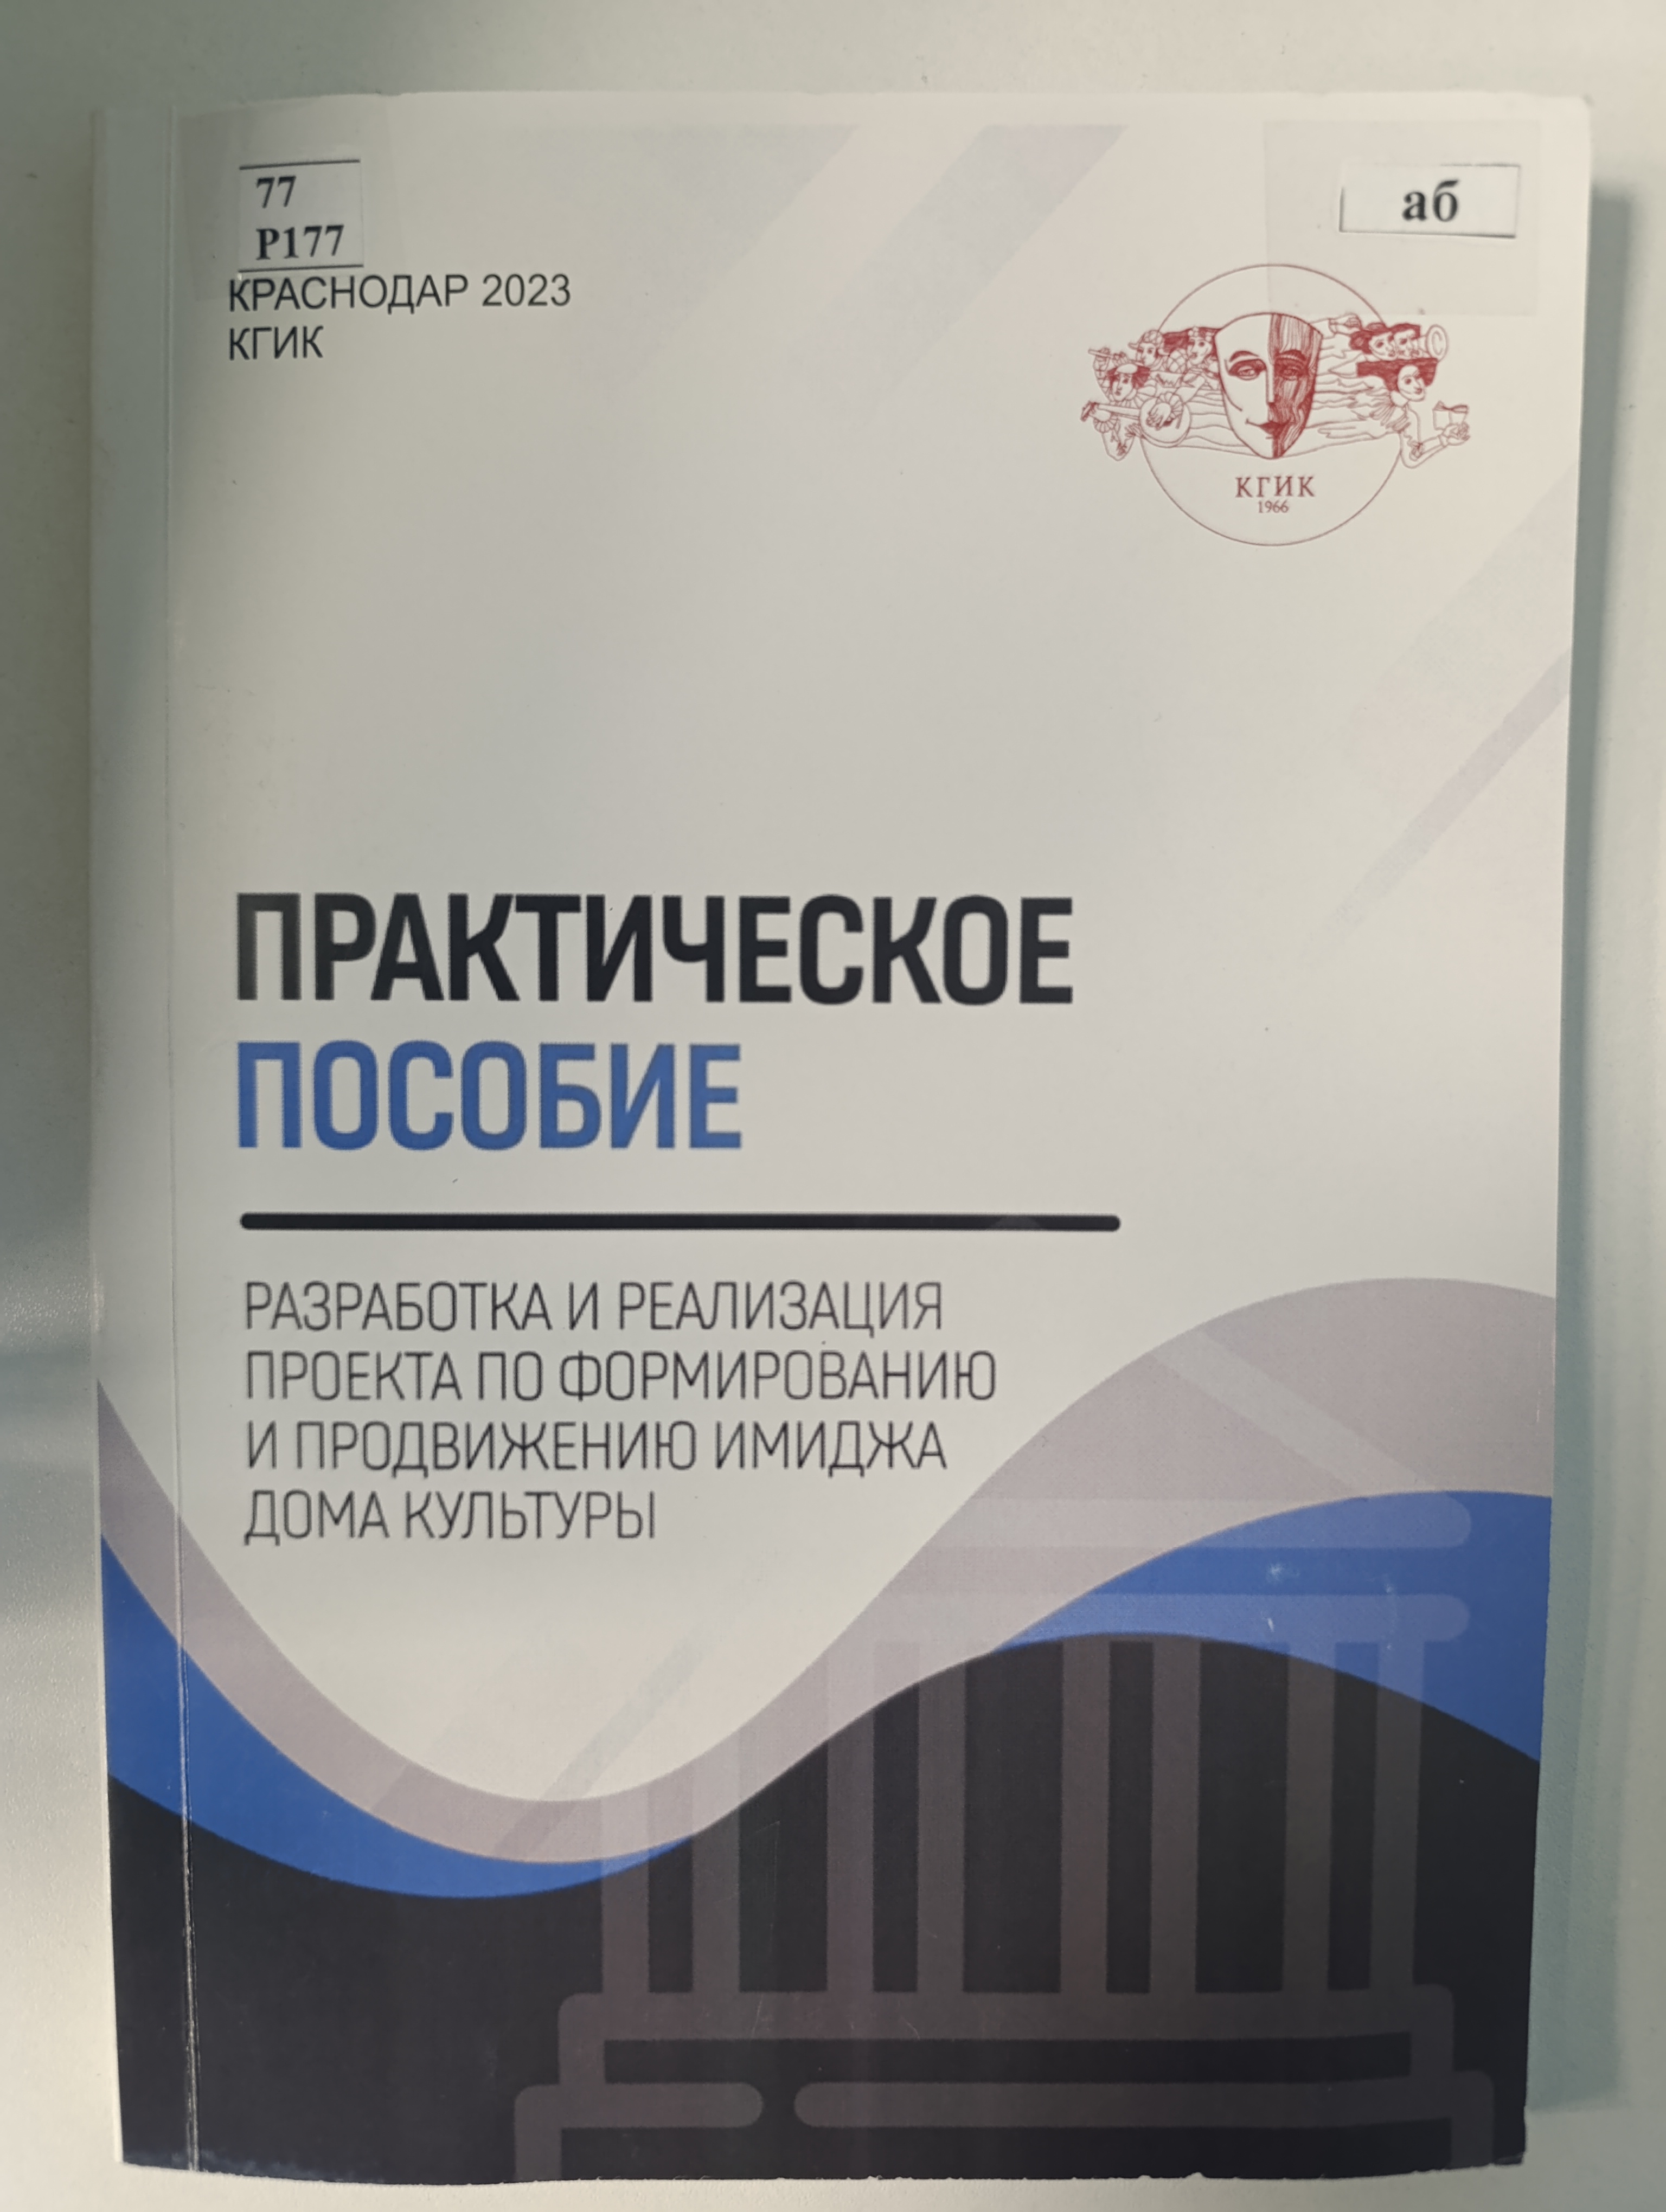 77
Р177
аб
КРАСНОДАР 2023
КГИК
КГИК
1966
ПРАКТИЧЕСКОЕ
ПОСОБИЕ
РАЗРАБОТКА И РЕАЛИЗАЦИЯ
ПРОЕКТА ПО ФОРМИРОВАНИЮ
И ПРОДВИЖЕНИЮ ИМИДЖА
ДОМА КУЛЬТУРЫ